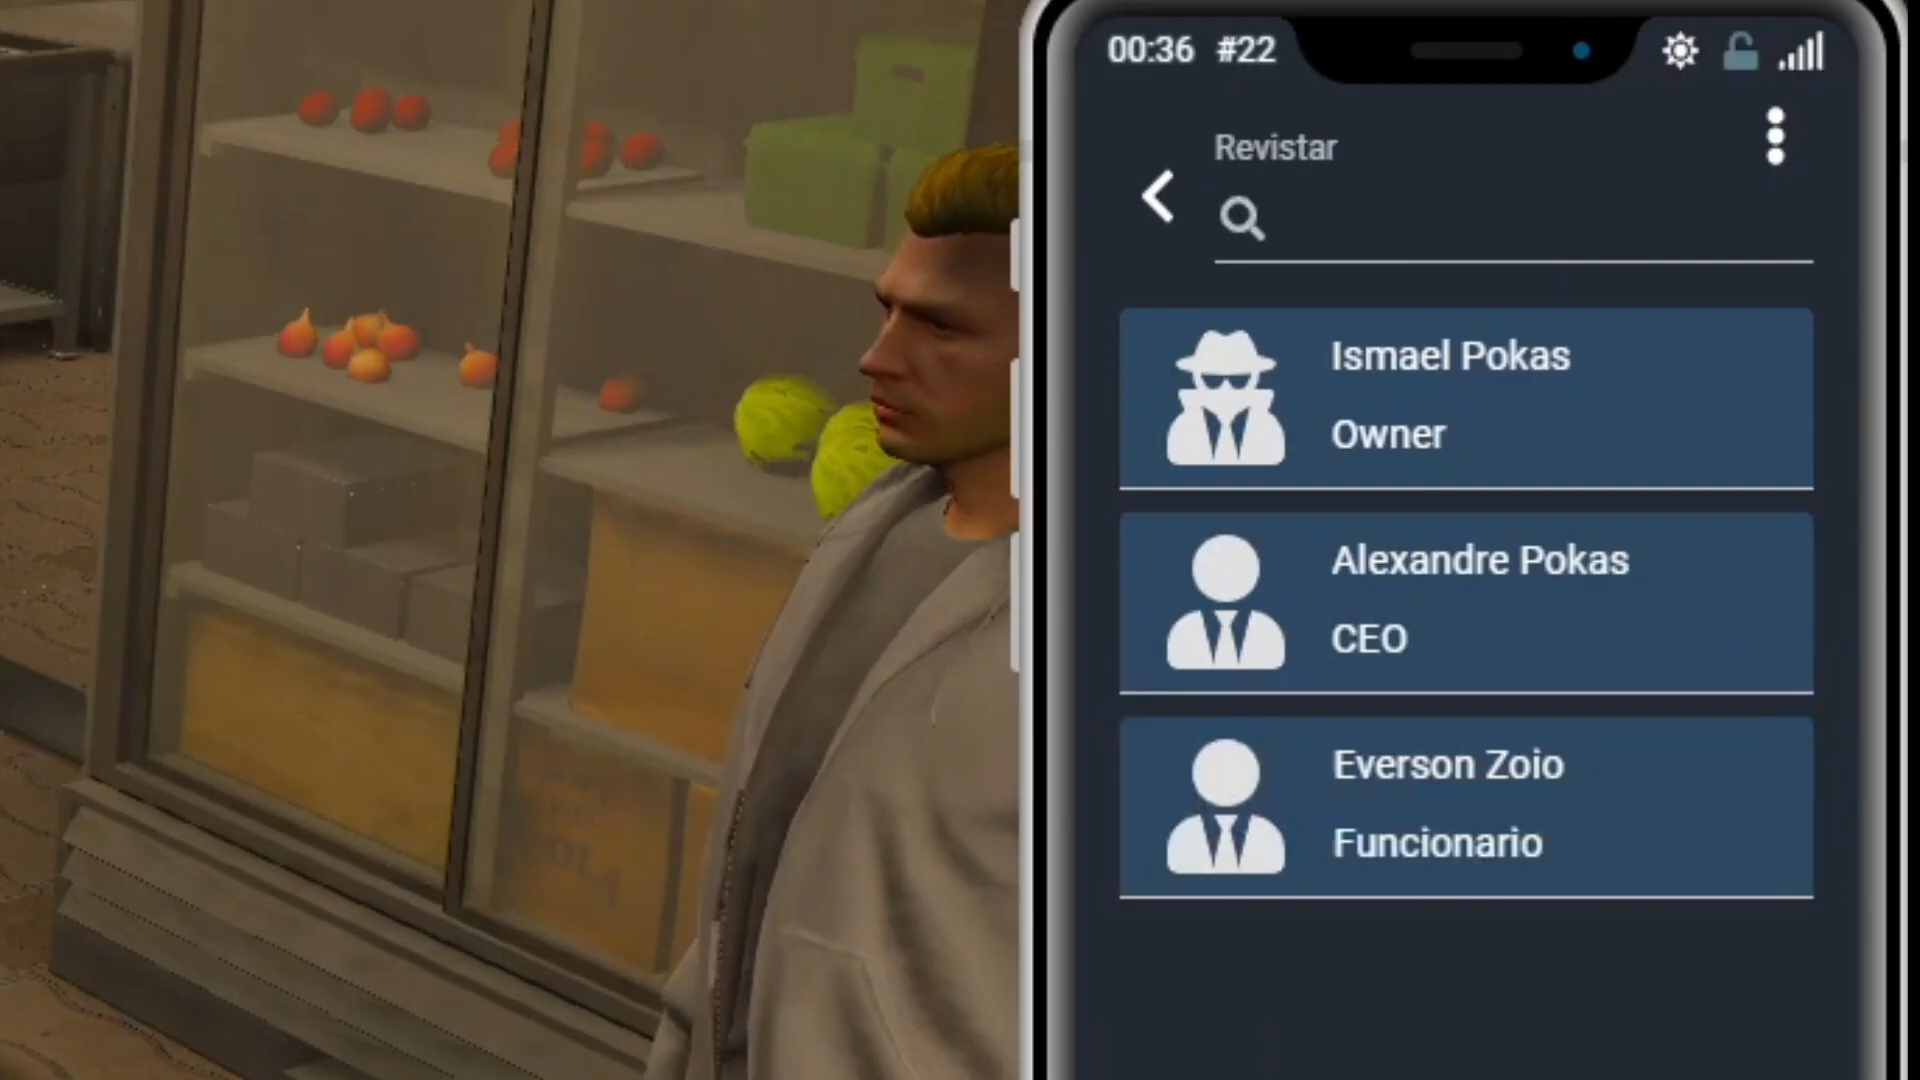 00:36 #22
Revistar
Ismael Pokas
Owner
Alexandre Pokas
CEO
Everson Zoio
Funcionario